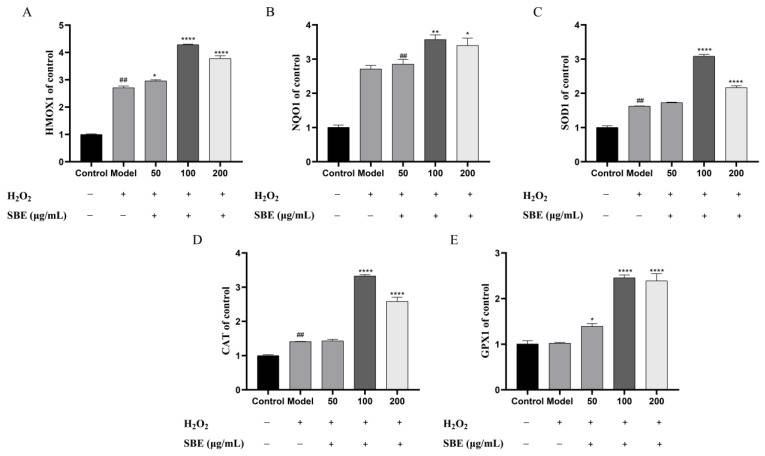 A
HMOX1 of control
5
4
3
2
1
0
##
*
****
****
Control Model 50 100 200
H₂O₂ – + + + +
SBE (μg/mL) – – + + +
B
NQO1 of control
4
3
2
1
0
##
**
*
Control Model 50 100 200
H₂O₂ – + + + +
SBE (μg/mL) – – + + +
C
SOD1 of control
4
3
2
1
0
##
****
****
Control Model 50 100 200
H₂O₂ – + + + +
SBE (μg/mL) – – + + +
D
CAT of control
4
3
2
1
0
##
****
****
Control Model 50 100 200
H₂O₂ – + + + +
SBE (μg/mL) – – + + +
E
GPX1 of control
3
2
1
0
*
****
****
Control Model 50 100 200
H₂O₂ – + + + +
SBE (μg/mL) – – + + +